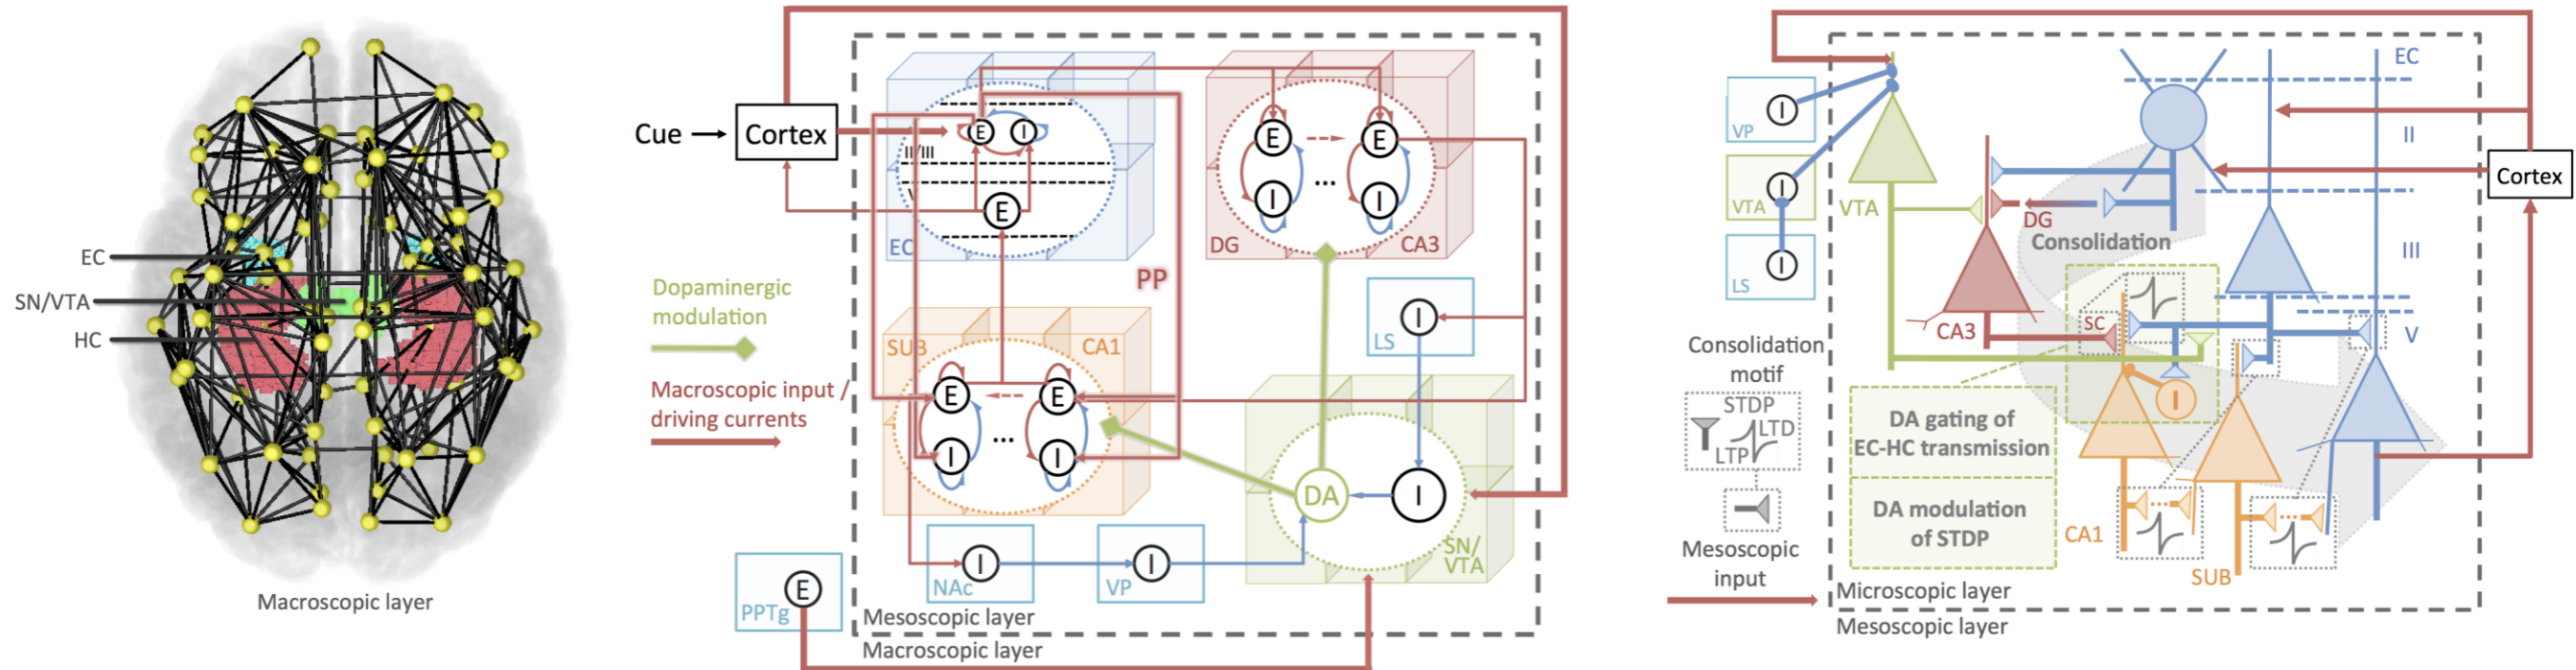 EC
SN/VTA
HC
Macroscopic layer
Cue
Cortex
Dopaminergic
modulation
Macroscopic input /
driving currents
E
I
II/III
V
E
EC
E
E
I
I
...
DG
CA3
PP
SUB
CA1
E
E
I
I
...
I
LS
DA
I
SN/
VTA
I
NAc
I
VP
E
PPTg
Mesoscopic layer
Macroscopic layer
I
VP
I
VTA
I
LS
VTA
EC
II
III
V
Cortex
DG
Consolidation
CA3
SC
I
Consolidation
motif
STDP
LTD
LTP
Mesoscopic
input
DA gating of
EC-HC transmission
DA modulation
of STDP
CA1
SUB
Microscopic layer
Mesoscopic layer